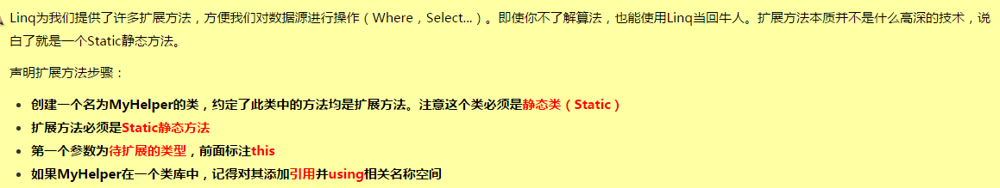 Linq为我们提供了许多扩展方法，方便我们对数据源进行操作（Where，Select...）。即使你不了解算法，也能使用Linq当回牛人。扩展方法本质并不是什么高深的技术，说
白了就是一个Static静态方法。
声明扩展方法步骤：
创建一个名为MyHelper的类，约定了此类中的方法均是扩展方法。注意这个类必须是静态类（Static）
扩展方法必须是Static静态方法
第一个参数为待扩展的类型，前面标注this
如果MyHelper在一个类库中，记得对其添加引用并using相关名称空间